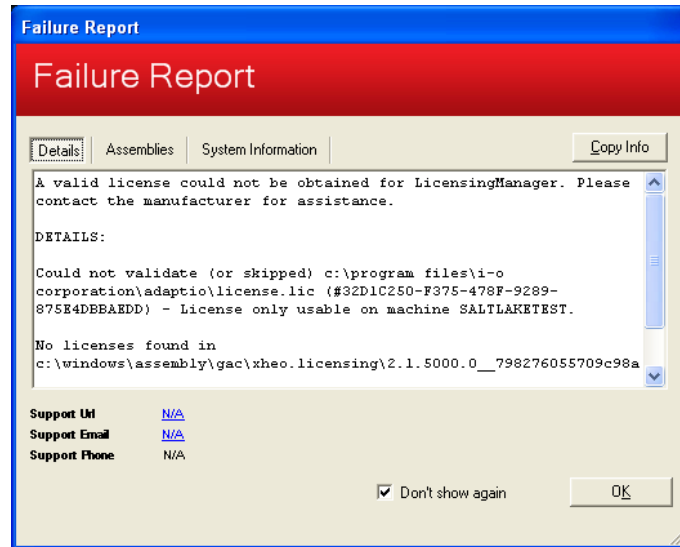 Failure Report
Failure Report
Details Assemblies System Information Copy Info
A valid license could not be obtained for LicensingManager. Please
contact the manufacturer for assistance.
DETAILS:
Could not validate (or skipped) c:\program files\i-o
corporation\adaptio\license.lic (#32D1C250-F375-478F-9289-
875E4DBBAEDD) - License only usable on machine SALTLAKETEST.
No licenses found in
c:\windows\assembly\gac\xheo.licensing\2.1.5000.0__798276055709c98a
Support Url N/A
Support Email N/A
Support Phone N/A
Don't show again OK